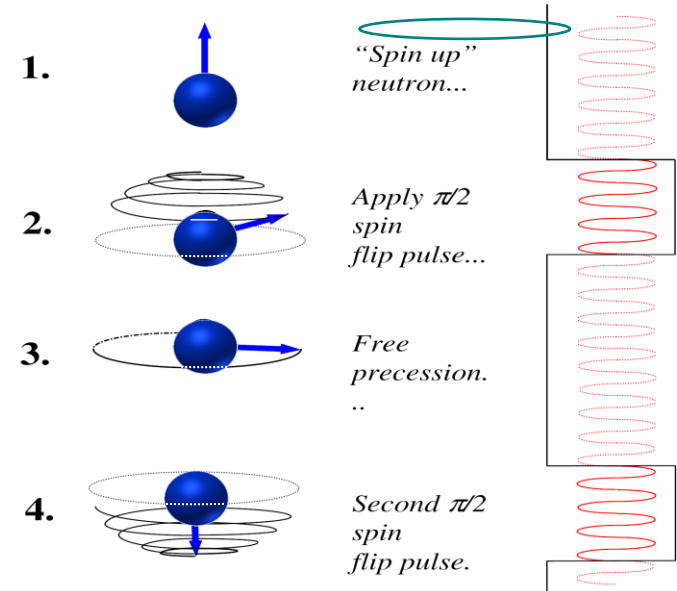 1.
“Spin up”
neutron...
2.
Apply π/2
spin
flip pulse...
3.
Free
precession.
..
4.
Second π/2
spin
flip pulse.